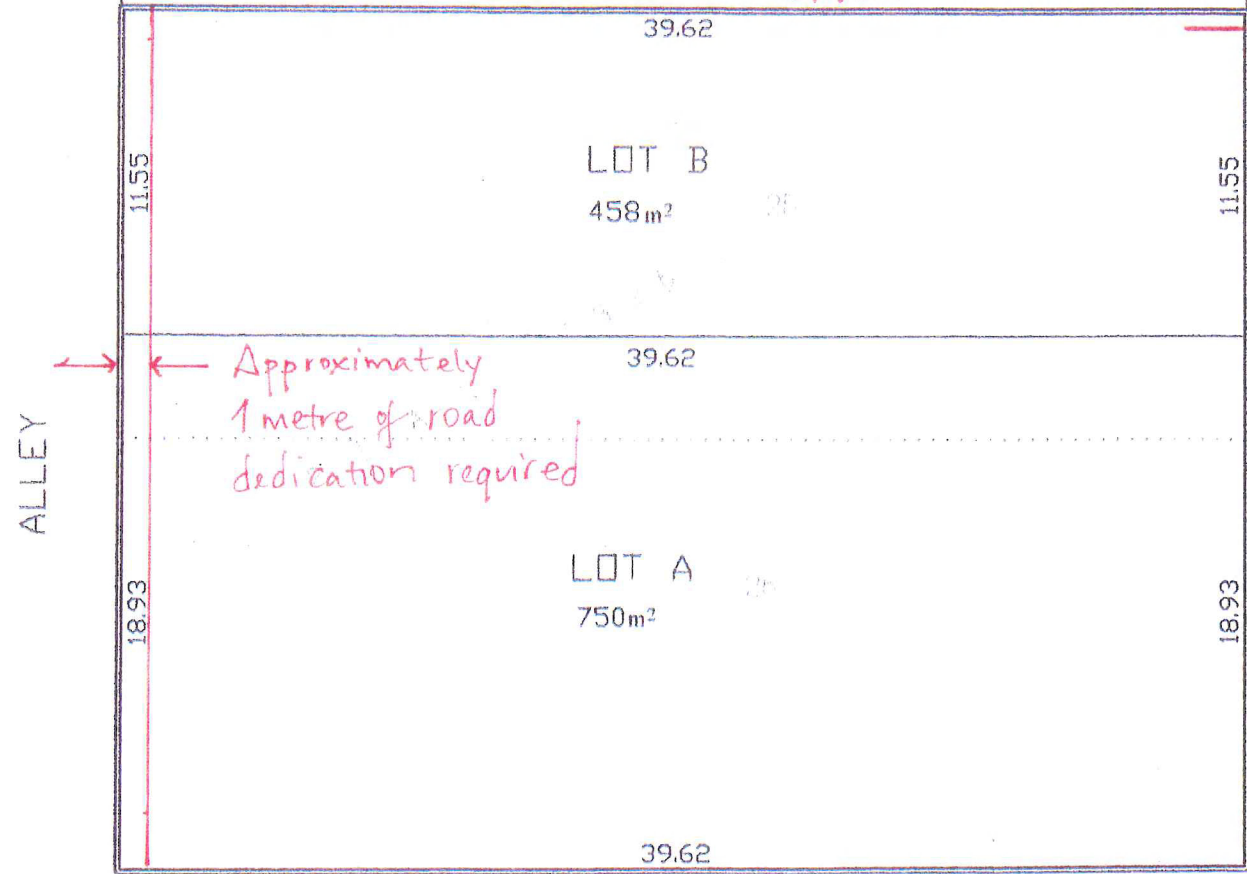 39.62
11.55
LOT B
458m²
11.55
39.62
Approximately
1 metre of road
dedication required
ALLEY
LOT A
750m²
18.93
18.93
39.62